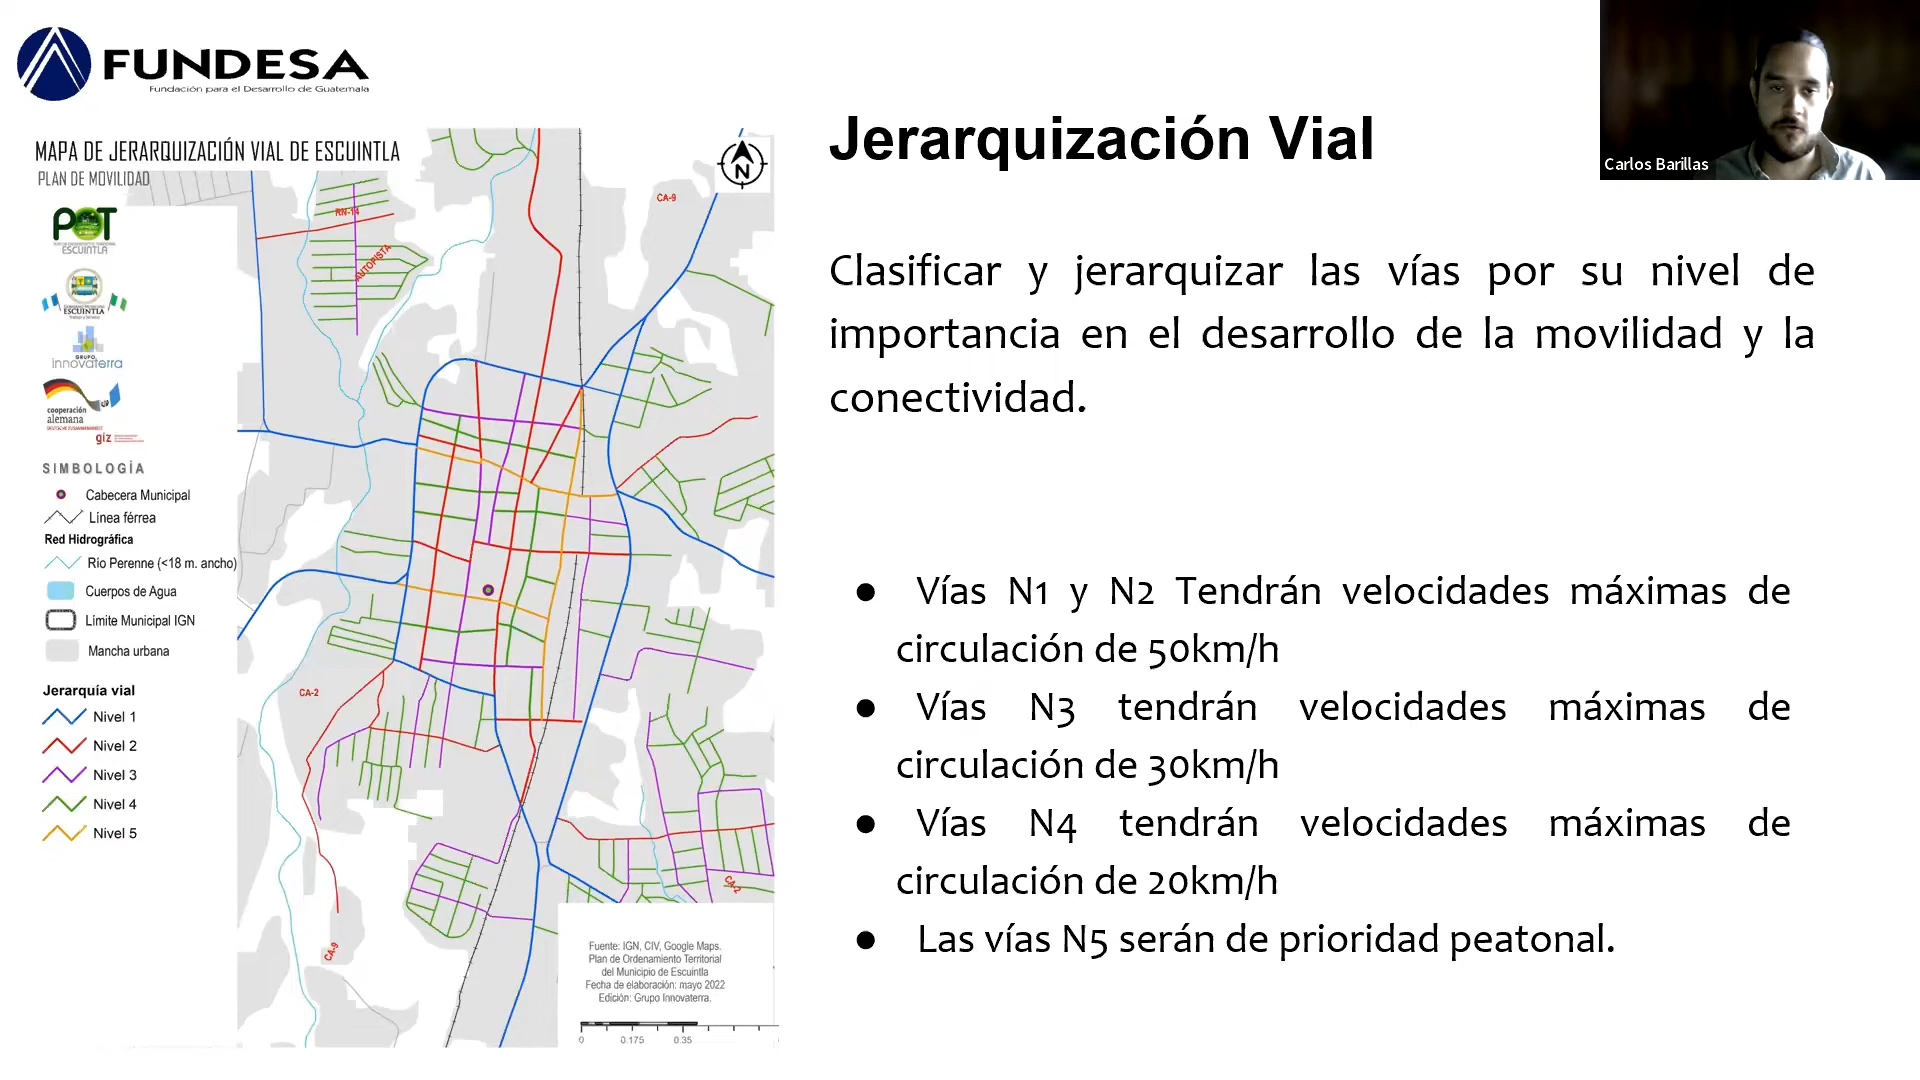 FUNDESA
Fundación para el Desarrollo de Guatemala
MAPA DE JERARQUIZACIÓN VIAL DE ESCUINTLA
PLAN DE MOVILIDAD
POT
ESCUINTLA
ESCUINTLA
GRUPO
innovaterra
cooperación
alemana
giz
SIMBOLOGÍA
Cabecera Municipal
Línea férrea
Red Hidrográfica
Río Perenne (<18 m. ancho)
Cuerpos de Agua
Límite Municipal IGN
Mancha urbana
Jerarquía vial
Nivel 1
Nivel 2
Nivel 3
Nivel 4
Nivel 5
RN-14
AUTOPISTA
CA-9
N
CA-2
CA-9
CA-2
Fuente: IGN, CIV, Google Maps.
Plan de Ordenamiento Territorial
del Municipio de Escuintla
Fecha de elaboración: mayo 2022
Edición: Grupo Innovaterra.
0 0.175 0.35
Jerarquización Vial
Clasificar y jerarquizar las vías por su nivel de
importancia en el desarrollo de la movilidad y la
conectividad.
● Vías N1 y N2 Tendrán velocidades máximas de
circulación de 50km/h
● Vías N3 tendrán velocidades máximas de
circulación de 30km/h
● Vías N4 tendrán velocidades máximas de
circulación de 20km/h
● Las vías N5 serán de prioridad peatonal.
Carlos Barillas